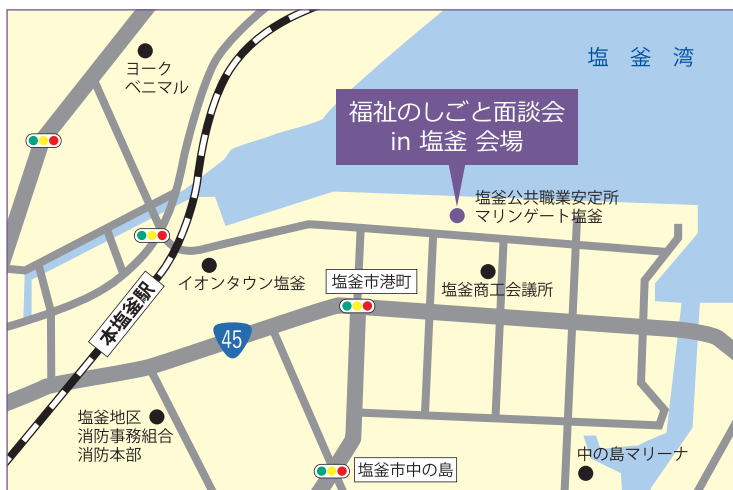 ヨーク
ベニマル
塩 釜 湾
福祉のしごと面談会
in 塩釜 会場
塩釜公共職業安定所
マリンゲート塩釜
イオンタウン塩釜
塩釜市港町
塩釜商工会議所
本塩釜駅
45
塩釜地区
消防事務組合
消防本部
塩釜市中の島
中の島マリーナ